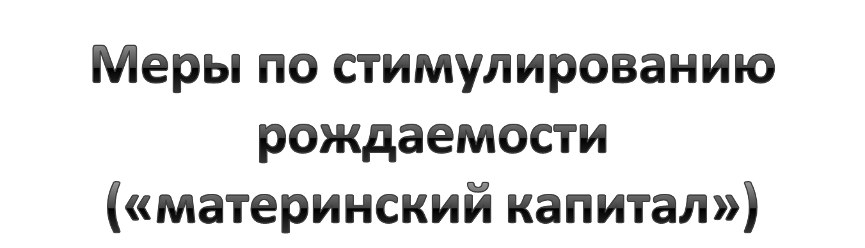 Меры по стимулированию
рождаемости
(«материнский капитал»)